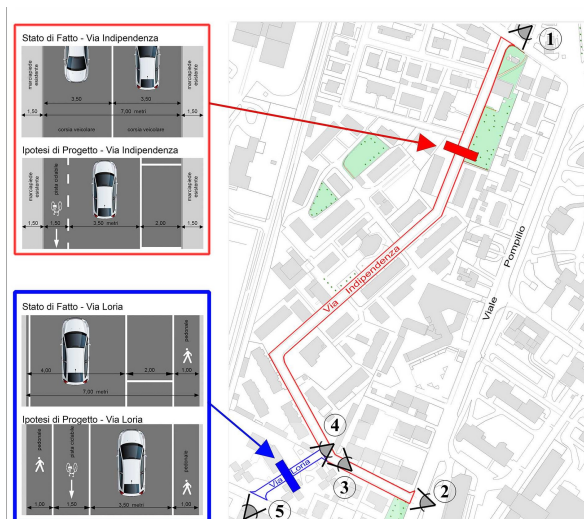 Stato di Fatto - Via Indipendenza
marciapiede
esistente
marciapiede
esistente
3,50
3,50
1,50
7,00 metri
1,50
corsia veicolare
corsia veicolare
Ipotesi di Progetto - Via Indipendenza
marciapiede
esistente
pista ciclabile
marciapiede
esistente
1,50
1,50
3,50 metri
2,00
1,50
Stato di Fatto - Via Loria
pedonale
4,00
2,00
1,00
7,00 metri
Ipotesi di Progetto - Via Loria
pedonale
pista ciclabile
pedonale
1,00
1,50
3,50 metri
1,00
1
Via Indipendenza
Viale Pompilio
4
Via Loria
3
2
5